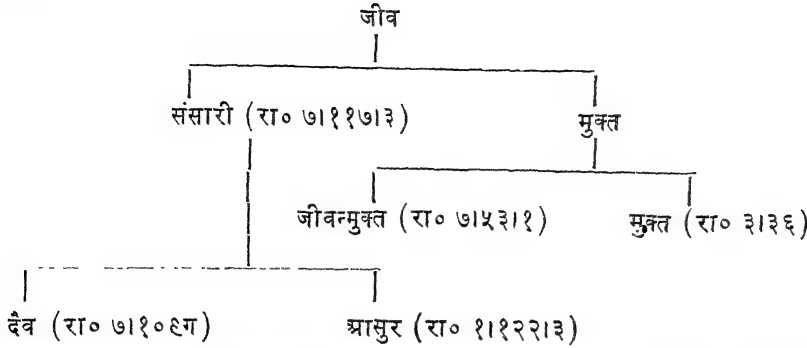 जीव
संसारी (रा० ७।११७।३) मुक्त
जीवन्मुक्त (रा० ७।५३।१) मुक्त (रा० ३।३६)
दैव (रा० ७।१०६ग) आसुर (रा० १।१२२।३)